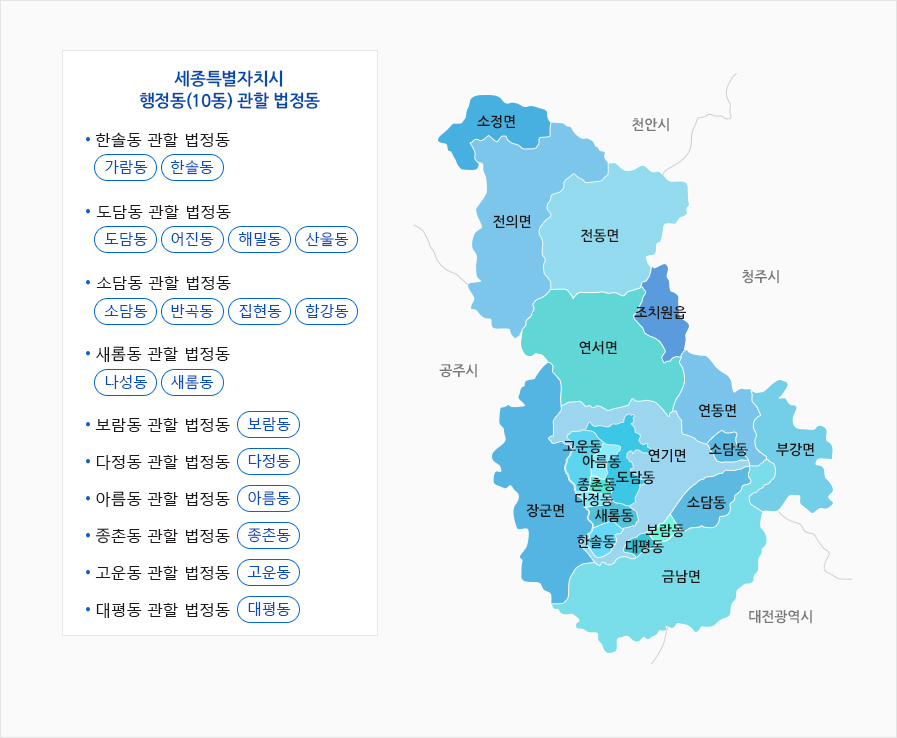 세종특별자치시
행정동(10동) 관할 법정동
• 한솔동 관할 법정동
가람동 한솔동
• 도담동 관할 법정동
도담동 어진동 해밀동 산울동
• 소담동 관할 법정동
소담동 반곡동 집현동 합강동
• 새롬동 관할 법정동
나성동 새롬동
• 보람동 관할 법정동 보람동
• 다정동 관할 법정동 다정동
• 아름동 관할 법정동 아름동
• 종촌동 관할 법정동 종촌동
• 고운동 관할 법정동 고운동
• 대평동 관할 법정동 대평동
소정면
천안시
전의면
전동면
청주시
조치원읍
연서면
공주시
연동면
고운동
소담동
부강면
연기면
아름동
도담동
종촌동
다정동
소담동
장군면
새롬동
보람동
한솔동
대평동
금남면
대전광역시